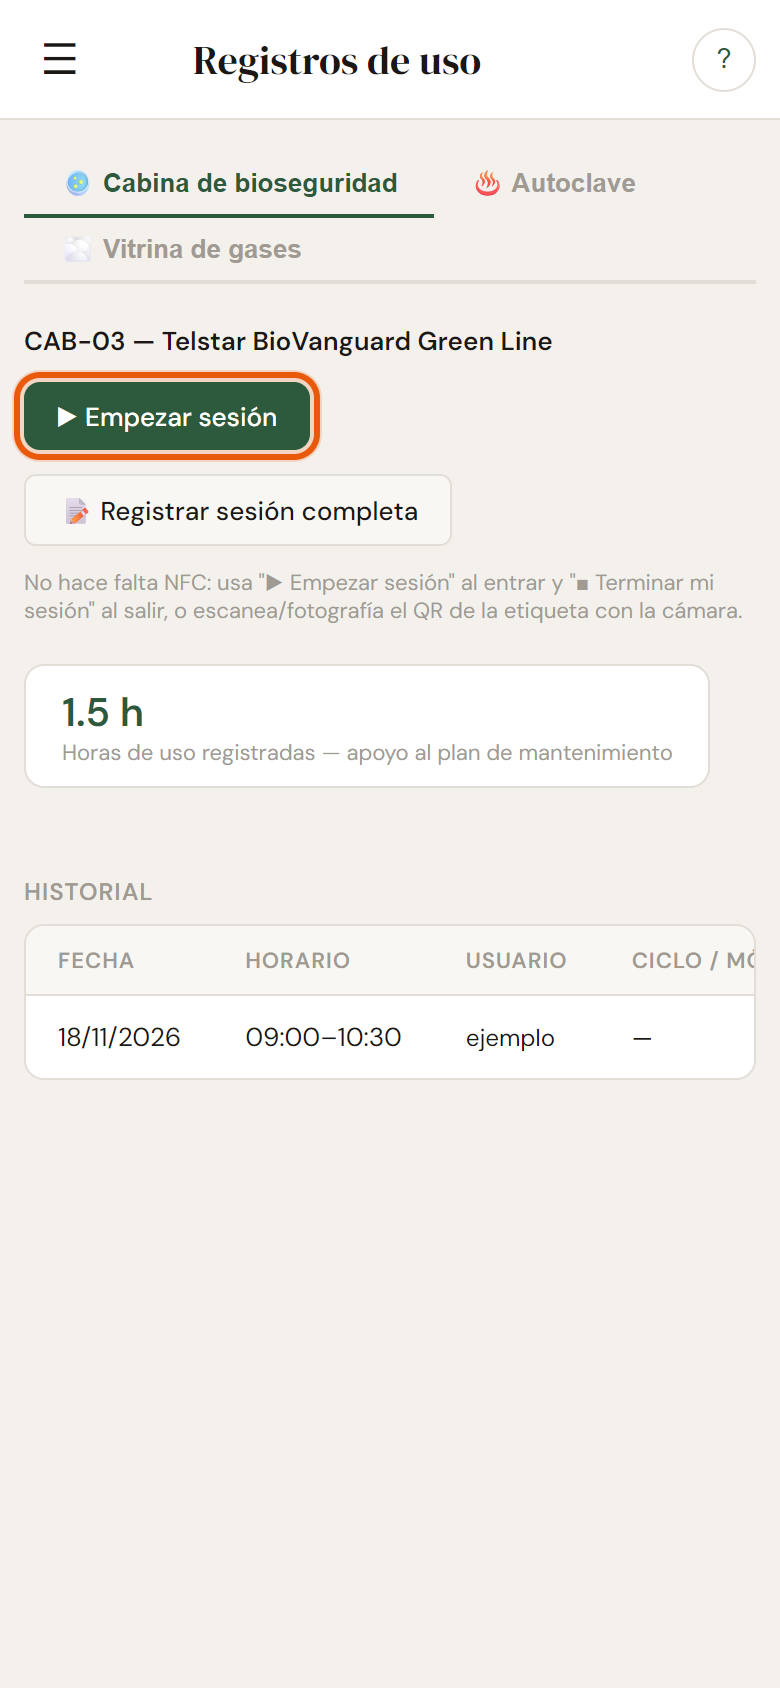 ☰ Registros de uso ?
Cabina de bioseguridad Autoclave
Vitrina de gases
CAB-03 — Telstar BioVanguard Green Line
▶ Empezar sesión
Registrar sesión completa
No hace falta NFC: usa "▶ Empezar sesión" al entrar y "■ Terminar mi
sesión" al salir, o escanea/fotografía el QR de la etiqueta con la cámara.
1.5 h
Horas de uso registradas — apoyo al plan de mantenimiento
HISTORIAL
FECHA HORARIO USUARIO CICLO /
18/11/2026 09:00–10:30 ejemplo —